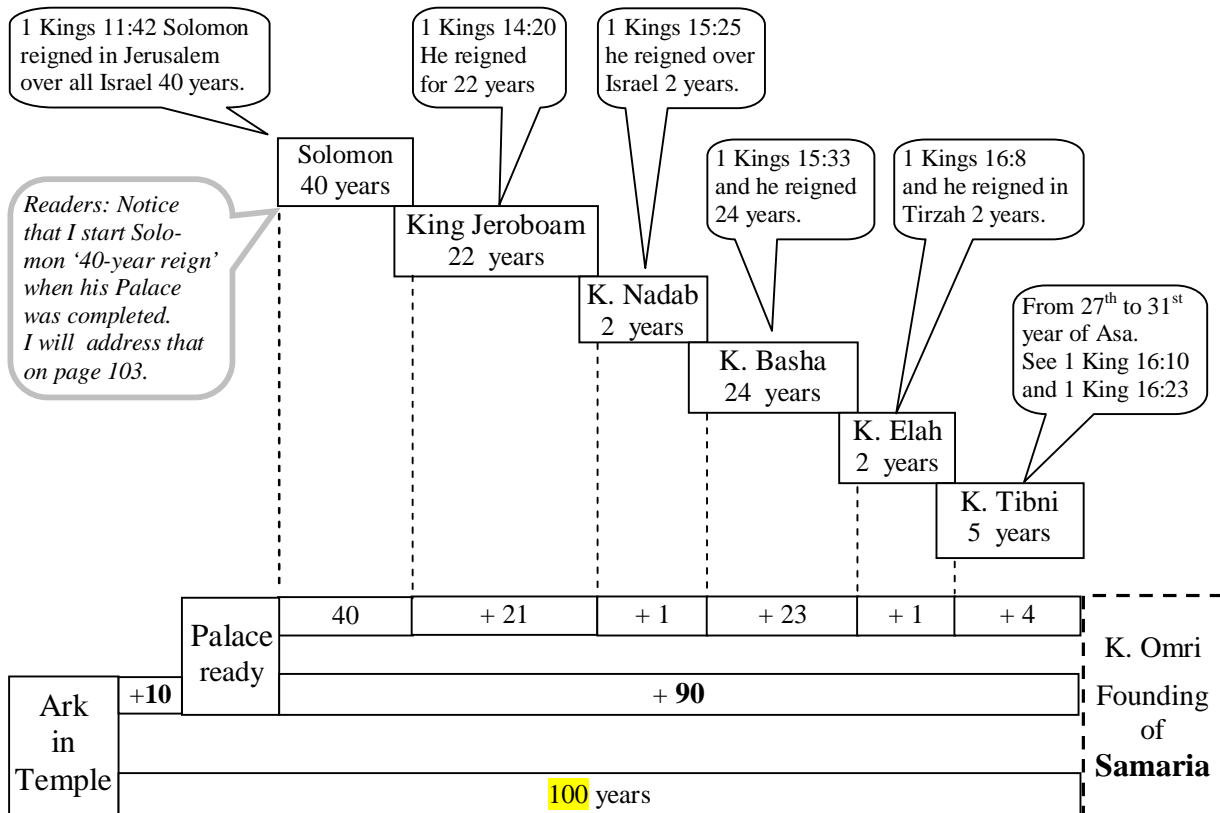 1 Kings 11:42 Solomon
reigned in Jerusalem
over all Israel 40 years.
1 Kings 14:20
He reigned
for 22 years
1 Kings 15:25
he reigned over
Israel 2 years.
Solomon
40 years
Readers: Notice
that I start Solo-
mon ‘40-year reign’
when his Palace
was completed.
I will address that
on page 103.
King Jeroboam
22 years
1 Kings 15:33
and he reigned
24 years.
1 Kings 16:8
and he reigned in
Tirzah 2 years.
K. Nadab
2 years
From 27th to 31st
year of Asa.
See 1 King 16:10
and 1 King 16:23
K. Basha
24 years
K. Elah
2 years
K. Tibni
5 years
40
+ 21
+ 1
+ 23
+ 1
+ 4
Palace
ready
K. Omri
Founding
of
Samaria
Ark
in
Temple
+10
+ 90
100 years